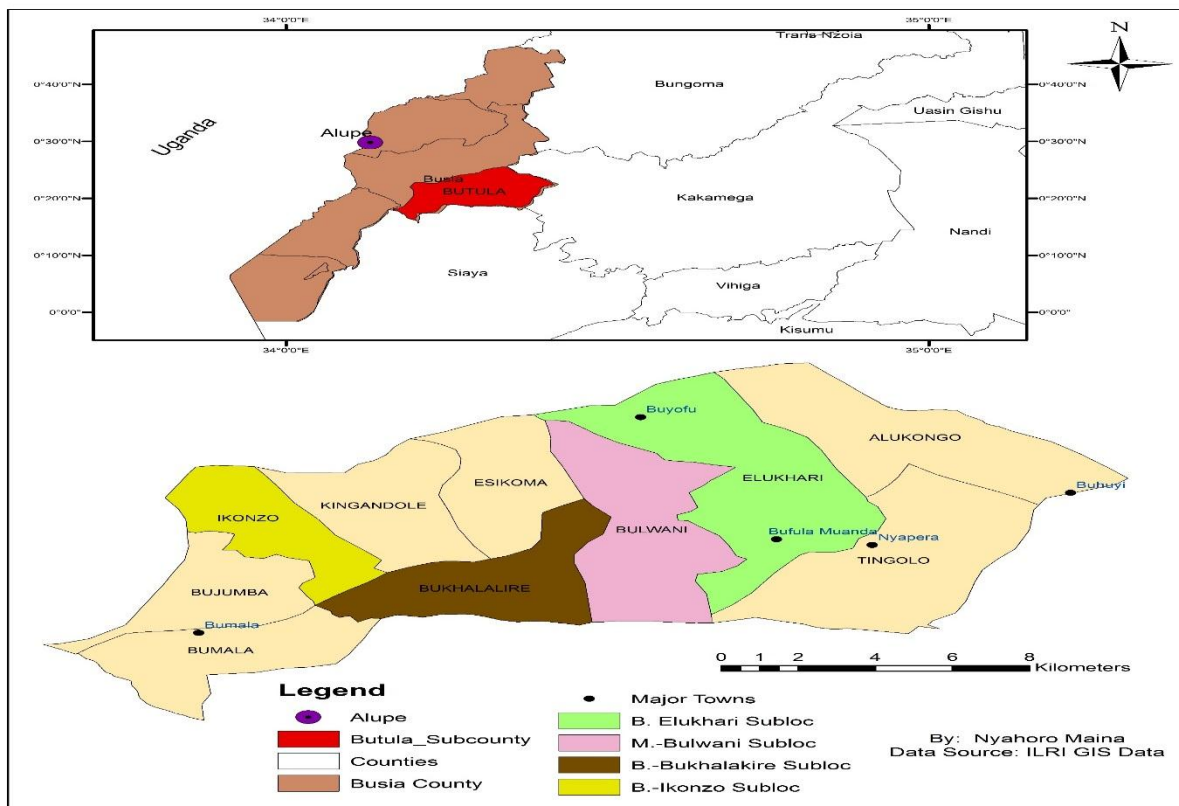 34°0'0"E
35°0'0"E
N
0°40'0"N
0°30'0"N
0°20'0"N
0°10'0"N
0°0'0"
0°40'0"N
0°30'0"N
0°20'0"N
0°10'0"N
0°0'0"
Trans Nzoia
Bungoma
Uasin Gishu
Uganda
Alupe
Busia
BUTULA
Kakamega
Nandi
Siaya
Vihiga
Kisumu
34°0'0"E
35°0'0"E
Buyofu
ALUKONGO
ESIKOMA
ELUKHARI
Buhuyi
KINGANDOLE
IKONZO
BULWANI
Bufula Muanda
Nyapera
TINGOLO
BUKHALALIRE
BUJUMBA
Bumala
BUMALA
0 1 2 4 6 8
Kilometers
Legend
Alupe
Butula_Subcounty
Counties
Busia County
Major Towns
B. Elukhari Subloc
M.-Bulwani Subloc
B.-Bukhalakire Subloc
B.-Ikonzo Subloc
By: Nyahoro Maina
Data Source: ILRI GIS Data